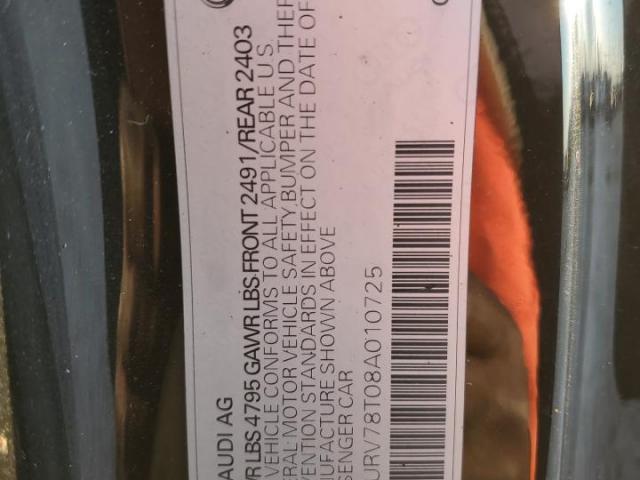 AUDI AG
WR LBS 4795 GAWR LBS-FRONT 2491/REAR 2403
VEHICLE CONFORMS TO ALL APPLICABLE U.S.
ERAL MOTOR VEHICLE SAFETY, BUMPER AND THEF
VENTION STANDARDS IN EFFECT ON THE DATE OF
NUFACTURE SHOWN ABOVE
SENGER CAR
URV78T08A010725